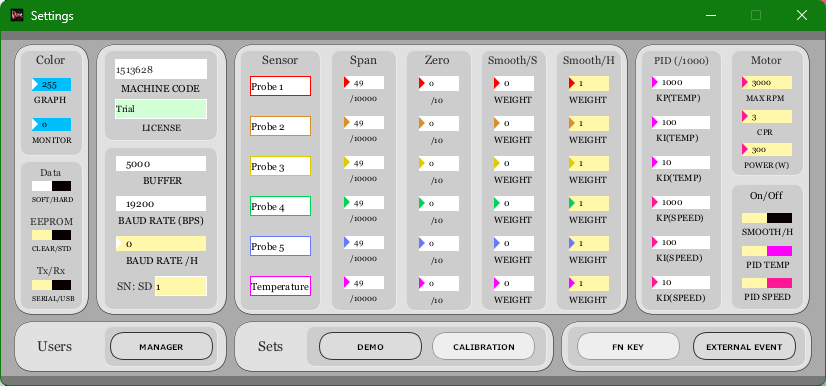 Settings
Color
255
GRAPH
0
MONITOR
Data
SOFT/HARD
EEPROM
CLEAR/STD
Tx/Rx
SERIAL/USB
1513628
MACHINE CODE
Trial
LICENSE
5000
BUFFER
19200
BAUD RATE (BPS)
0
BAUD RATE /H
SN: SD 1
Sensor Span Zero Smooth/S Smooth/H
Probe 1 49 0 0 1
/10000 /10 WEIGHT WEIGHT
Probe 2 49 0 0 1
/10000 /10 WEIGHT WEIGHT
Probe 3 49 0 0 1
/10000 /10 WEIGHT WEIGHT
Probe 4 49 0 0 1
/10000 /10 WEIGHT WEIGHT
Probe 5 49 0 0 1
/10000 /10 WEIGHT WEIGHT
Temperature 49 0 0 1
/10000 /10 WEIGHT WEIGHT
PID (/1000)
1000
KP(TEMP)
100
KI(TEMP)
10
KD(TEMP)
1000
KP(SPEED)
100
KI(SPEED)
10
KD(SPEED)
Motor
3000
MAX RPM
3
CPR
300
POWER (W)
On/Off
SMOOTH/H
PID TEMP
PID SPEED
Users MANAGER
Sets DEMO CALIBRATION
FN KEY EXTERNAL EVENT